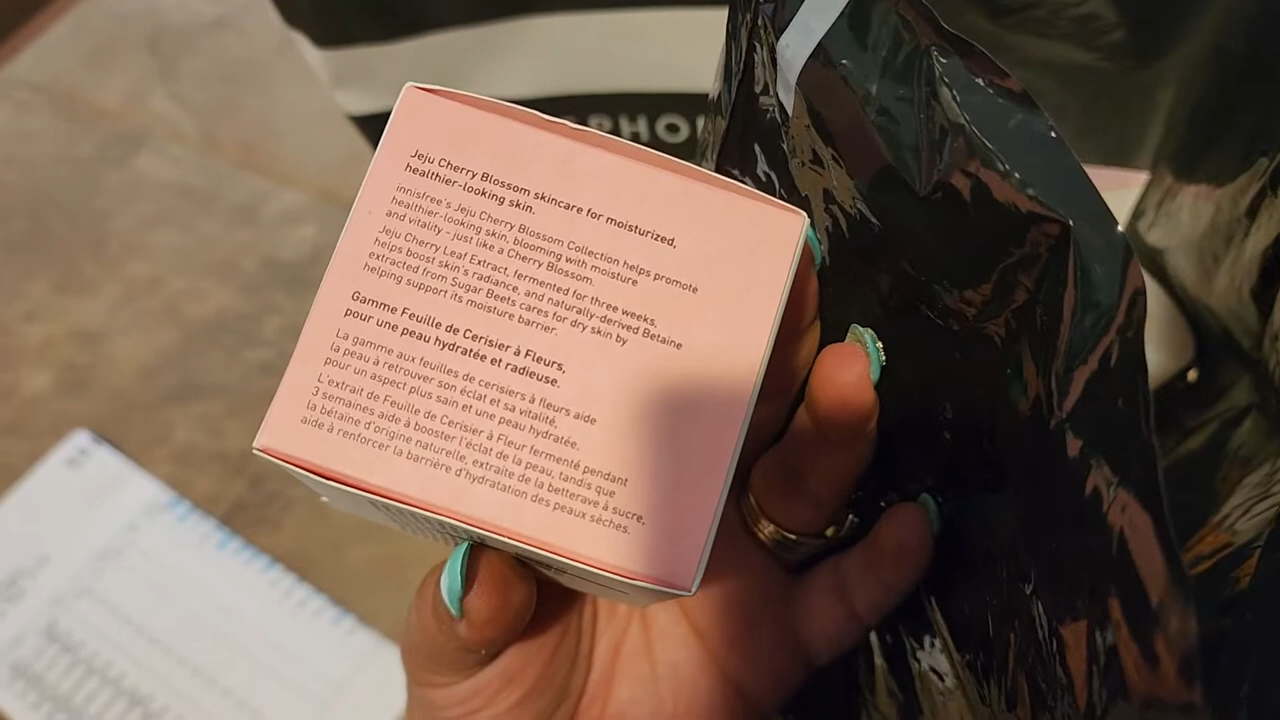 Jeju Cherry Blossom skincare for moisturized,
healthier-looking skin.
innisfree's Jeju Cherry Blossom Collection helps promote
healthier-looking skin, blooming with moisture
and vitality - just like a Cherry Blossom.
Jeju Cherry Leaf Extract, fermented for three weeks,
helps boost skin's radiance, and naturally-derived Betaine
extracted from Sugar Beets cares for dry skin by
helping support its moisture barrier.
Gamme Feuille de Cerisier à Fleurs,
pour une peau hydratée et radieuse.
La gamme aux feuilles de cerisiers à fleurs aide
la peau à retrouver son éclat et sa vitalité,
pour un aspect plus sain et une peau hydratée.
L'extrait de Feuille de Cerisier à Fleur fermenté pendant
3 semaines aide à booster l'éclat de la peau, tandis que
la bétaïne d'origine naturelle, extraite de la betterave à sucre,
aide à renforcer la barrière d'hydratation des peaux sèches.